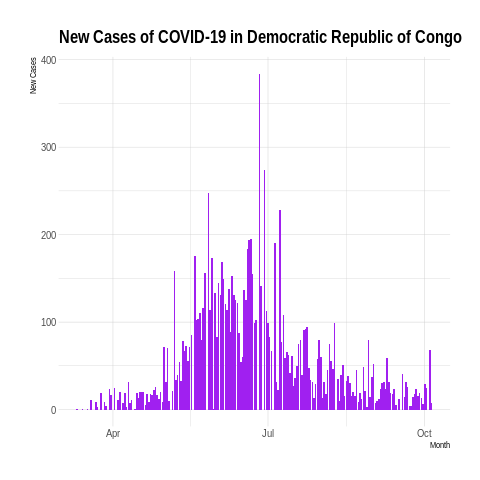 New Cases of COVID-19 in Democratic Republic of Congo
New Cases
400
300
200
100
0
Apr
Jul
Oct
Month